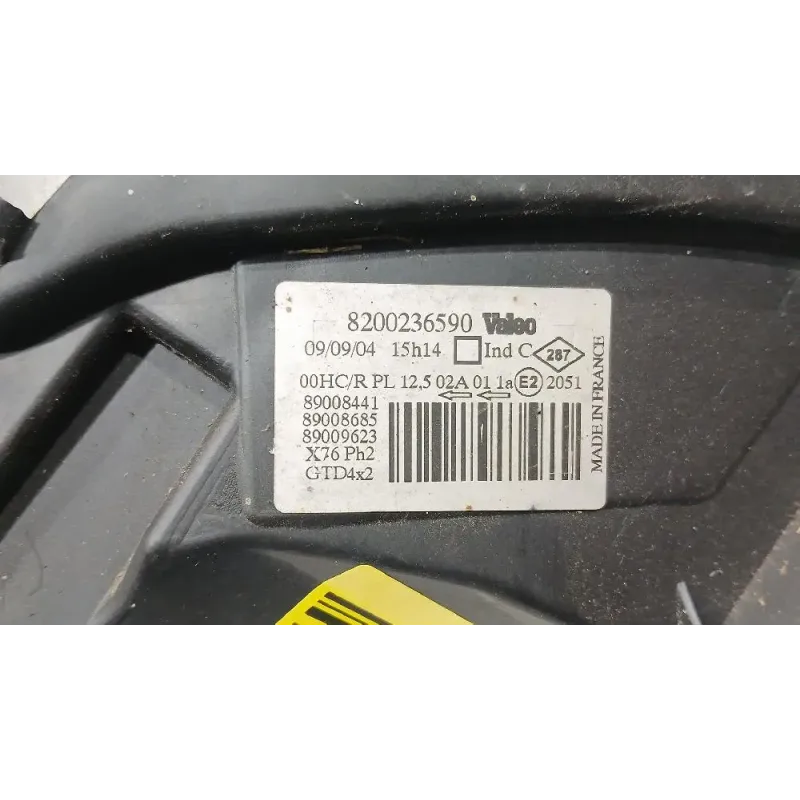 8200236590 Valeo
09/09/04 15h14 Ind C 287
00HC/R PL 12,5 02A 01 1a E2 2051
89008441
89008685
89009623
X76 Ph2
GTD4x2
MADE IN FRANCE